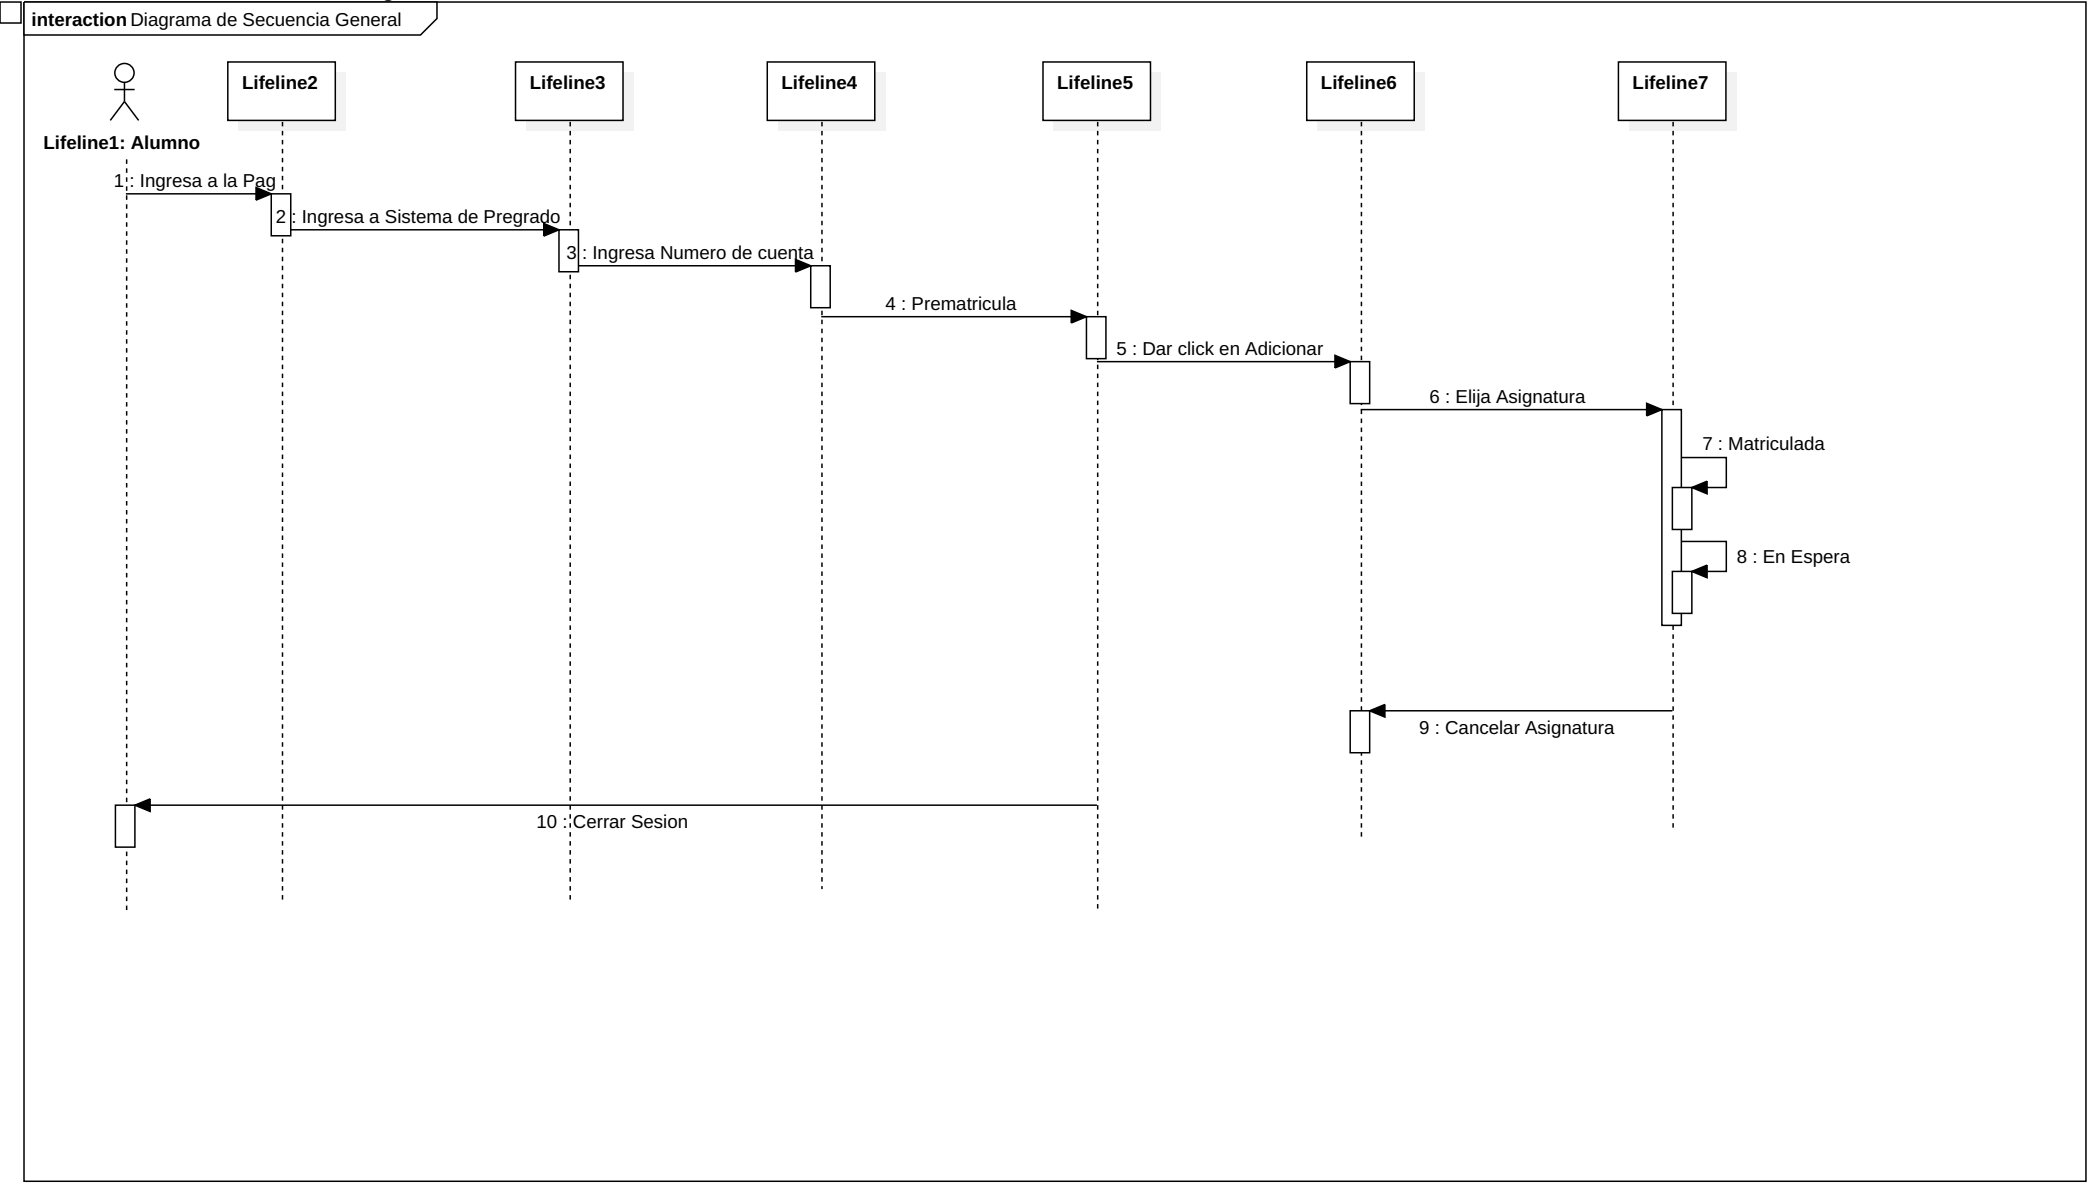 interaction Diagrama de Secuencia General
Lifeline2
Lifeline3
Lifeline4
Lifeline5
Lifeline6
Lifeline7
Lifeline1: Alumno
1 : Ingresa a la Pag
2 : Ingresa a Sistema de Pregrado
3 : Ingresa Numero de cuenta
4 : Prematricula
5 : Dar click en Adicionar
6 : Elija Asignatura
7 : Matriculada
8 : En Espera
9 : Cancelar Asignatura
10 : Cerrar Sesion